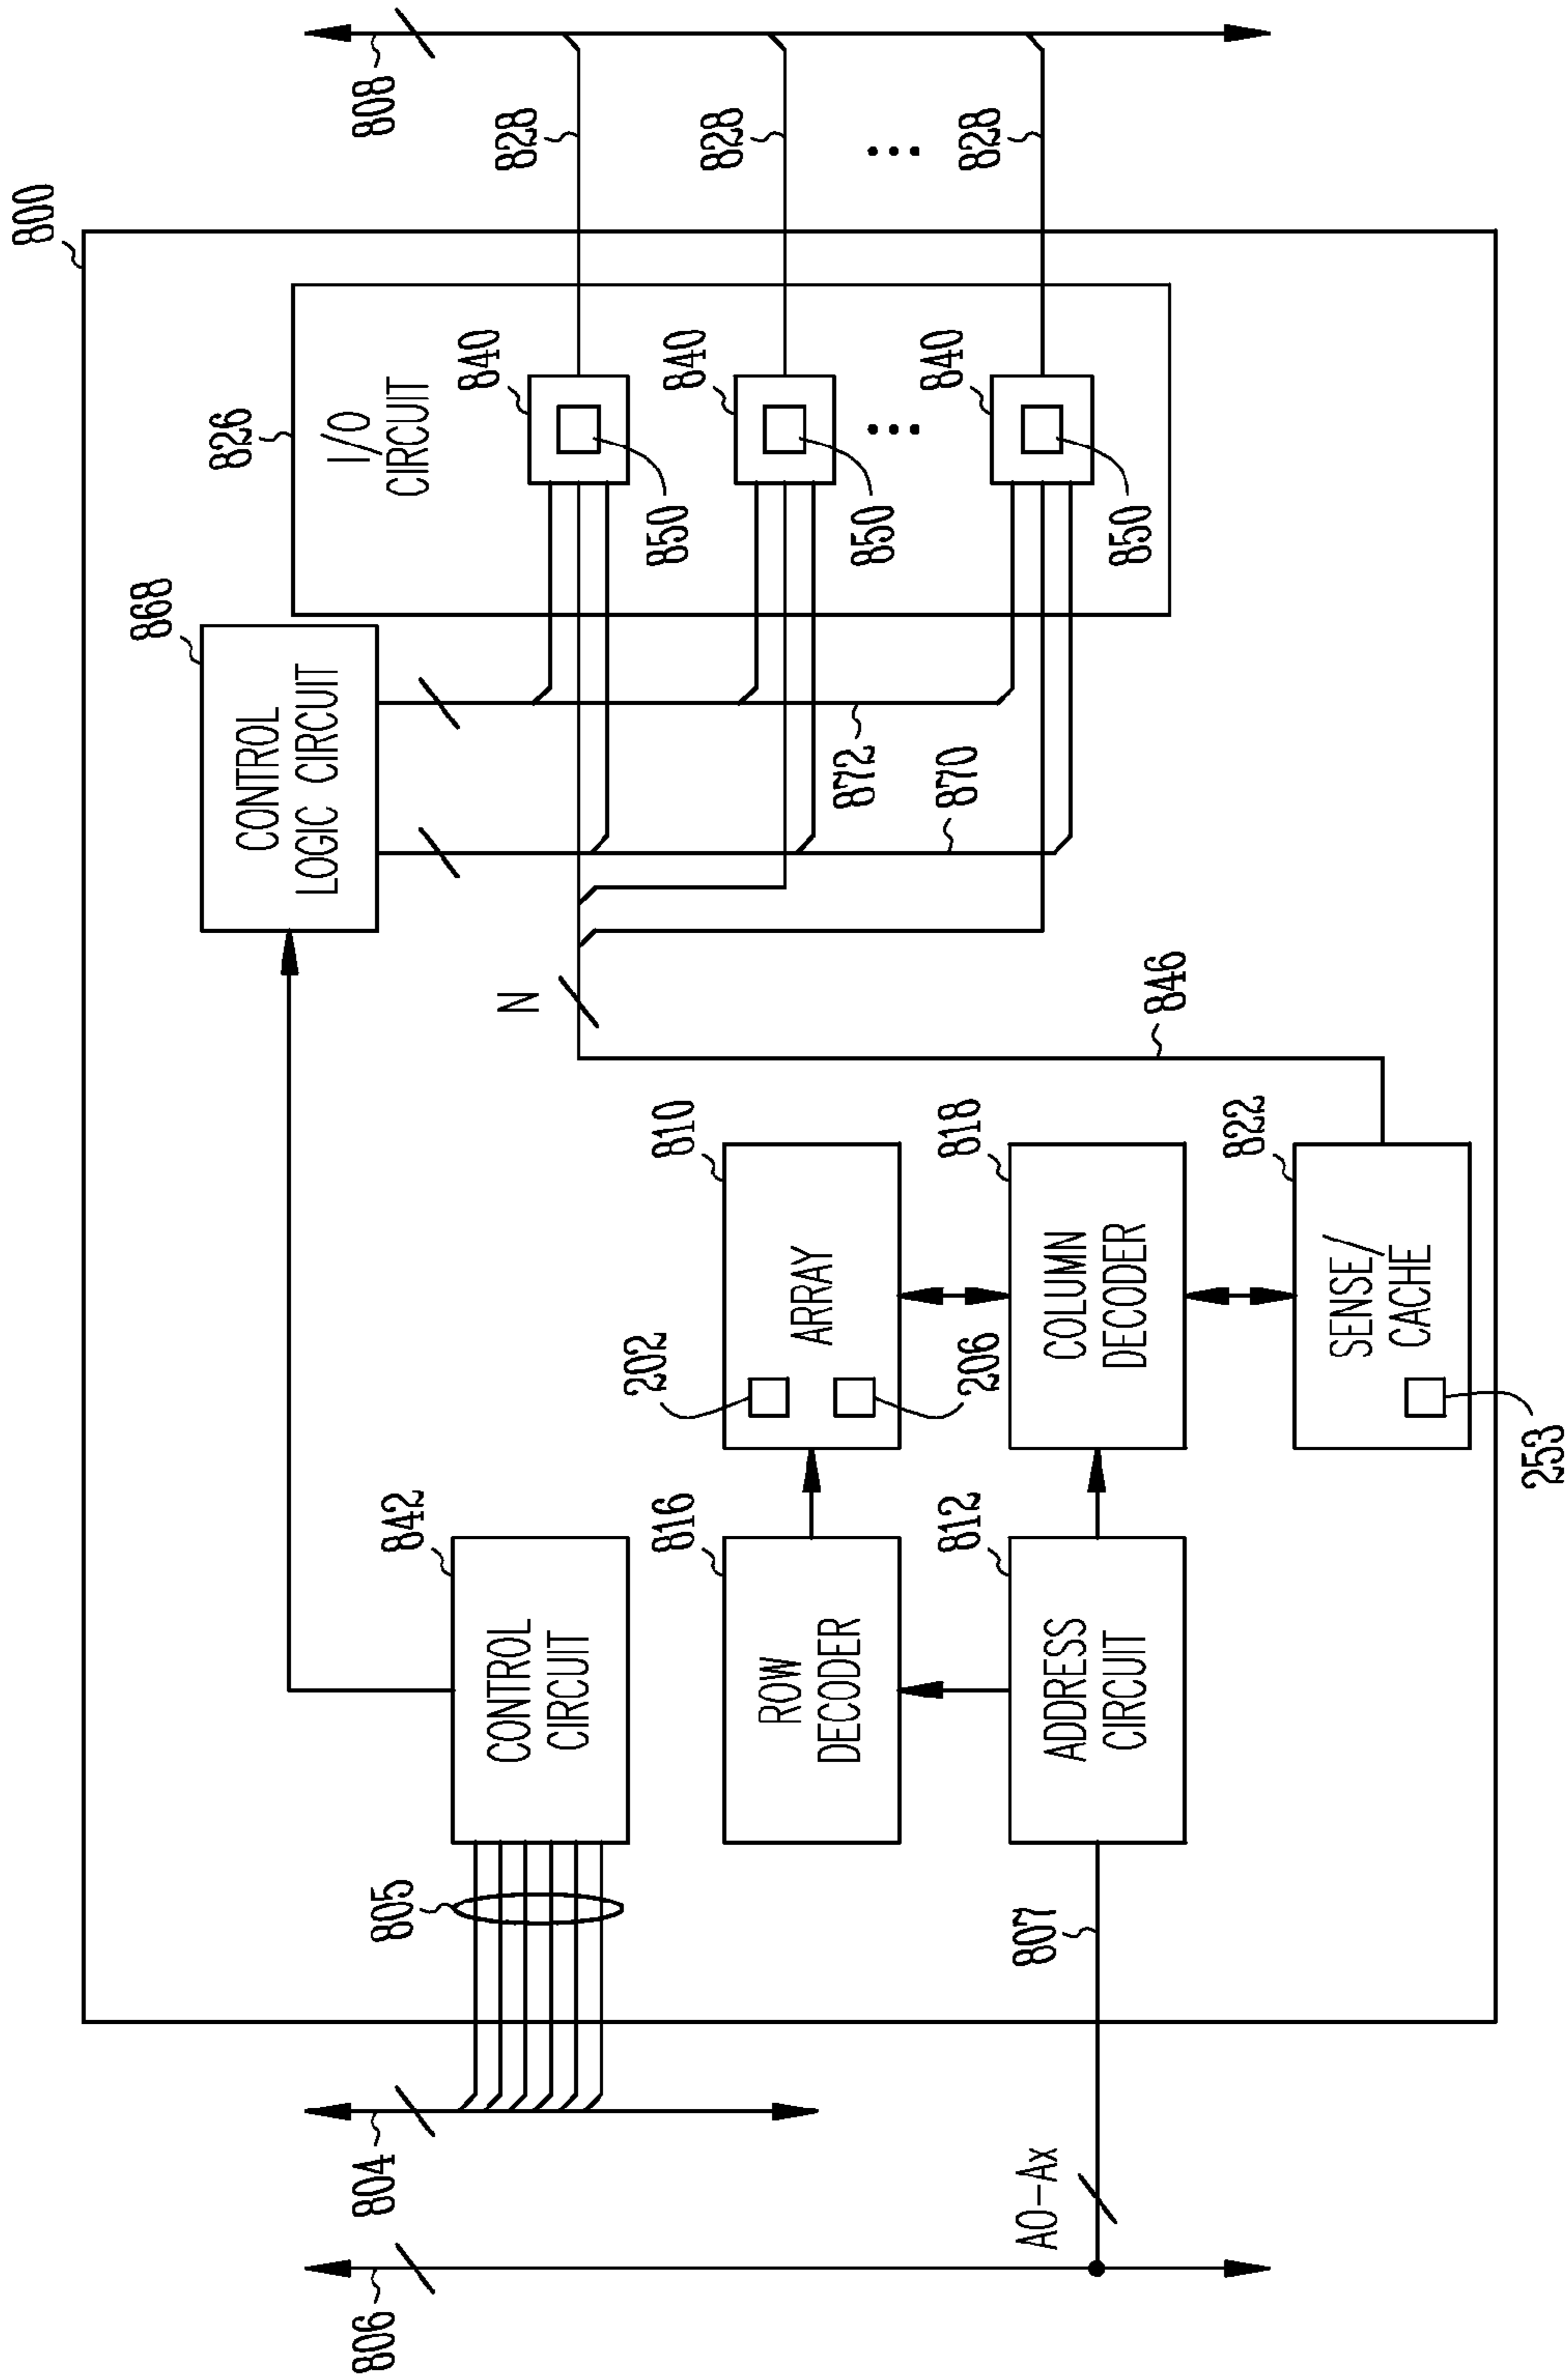 800
808
828
828
828
826
I/O
CIRCUIT
840
840
840
850
850
850
868
CONTROL
LOGIC CIRCUIT
872
870
N
846
810
ARRAY
202
206
818
COLUMN
DECODER
822
SENSE/
CACHE
253
842
CONTROL
CIRCUIT
816
ROW
DECODER
812
ADDRESS
CIRCUIT
805
807
804
806
A0-Ax